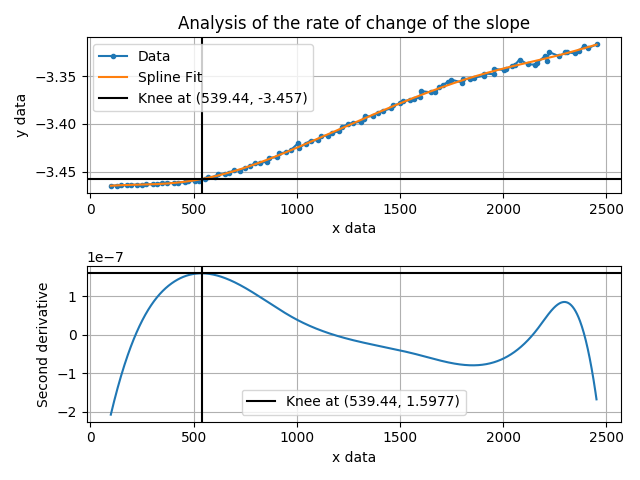 Analysis of the rate of change of the slope
Data
Spline Fit
Knee at (539.44, -3.457)
y data
−3.35
−3.40
−3.45
0 500 1000 1500 2000 2500
x data
1e−7
Second derivative
1
0
−1
−2
Knee at (539.44, 1.5977)
0 500 1000 1500 2000 2500
x data